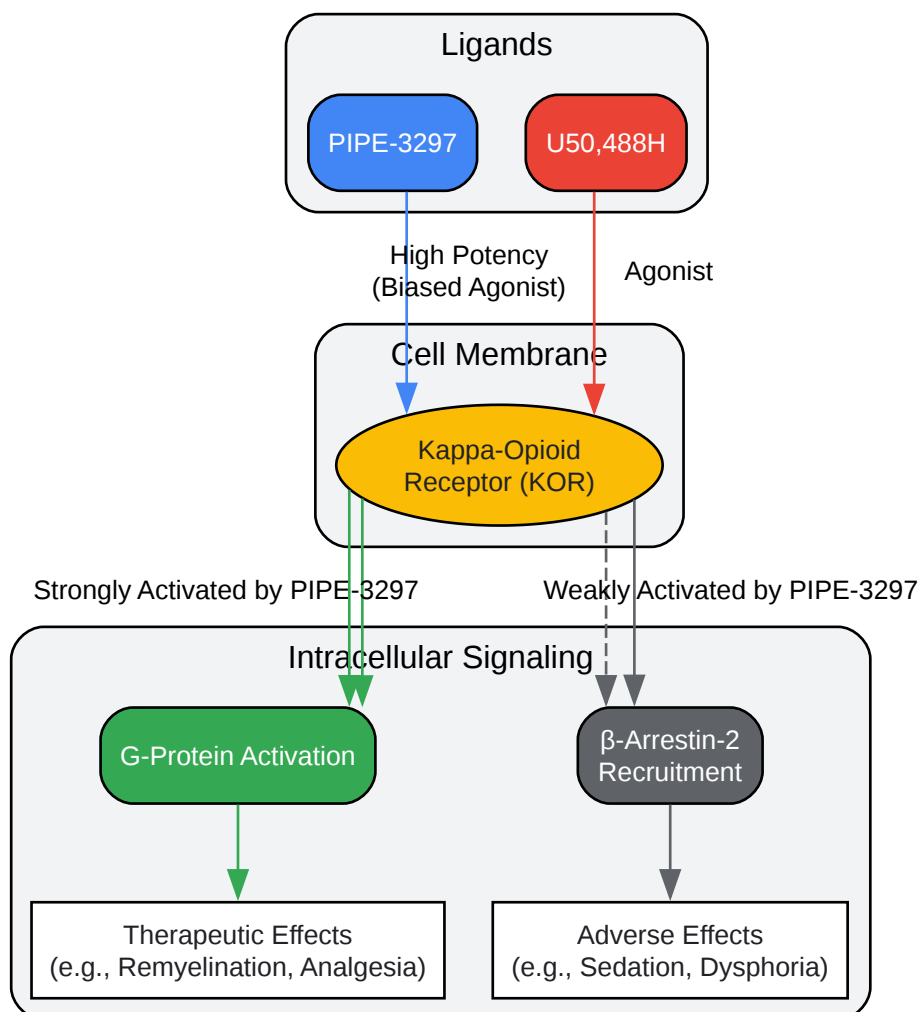 Ligands
PIPE-3297
U50,488H
High Potency
(Biased Agonist)
Agonist
Cell Membrane
Kappa-Opioid
Receptor (KOR)
Strongly Activated by PIPE-3297
Weakly Activated by PIPE-3297
Intracellular Signaling
G-Protein Activation
β-Arrestin-2
Recruitment
Therapeutic Effects
(e.g., Remyelination, Analgesia)
Adverse Effects
(e.g., Sedation, Dysphoria)